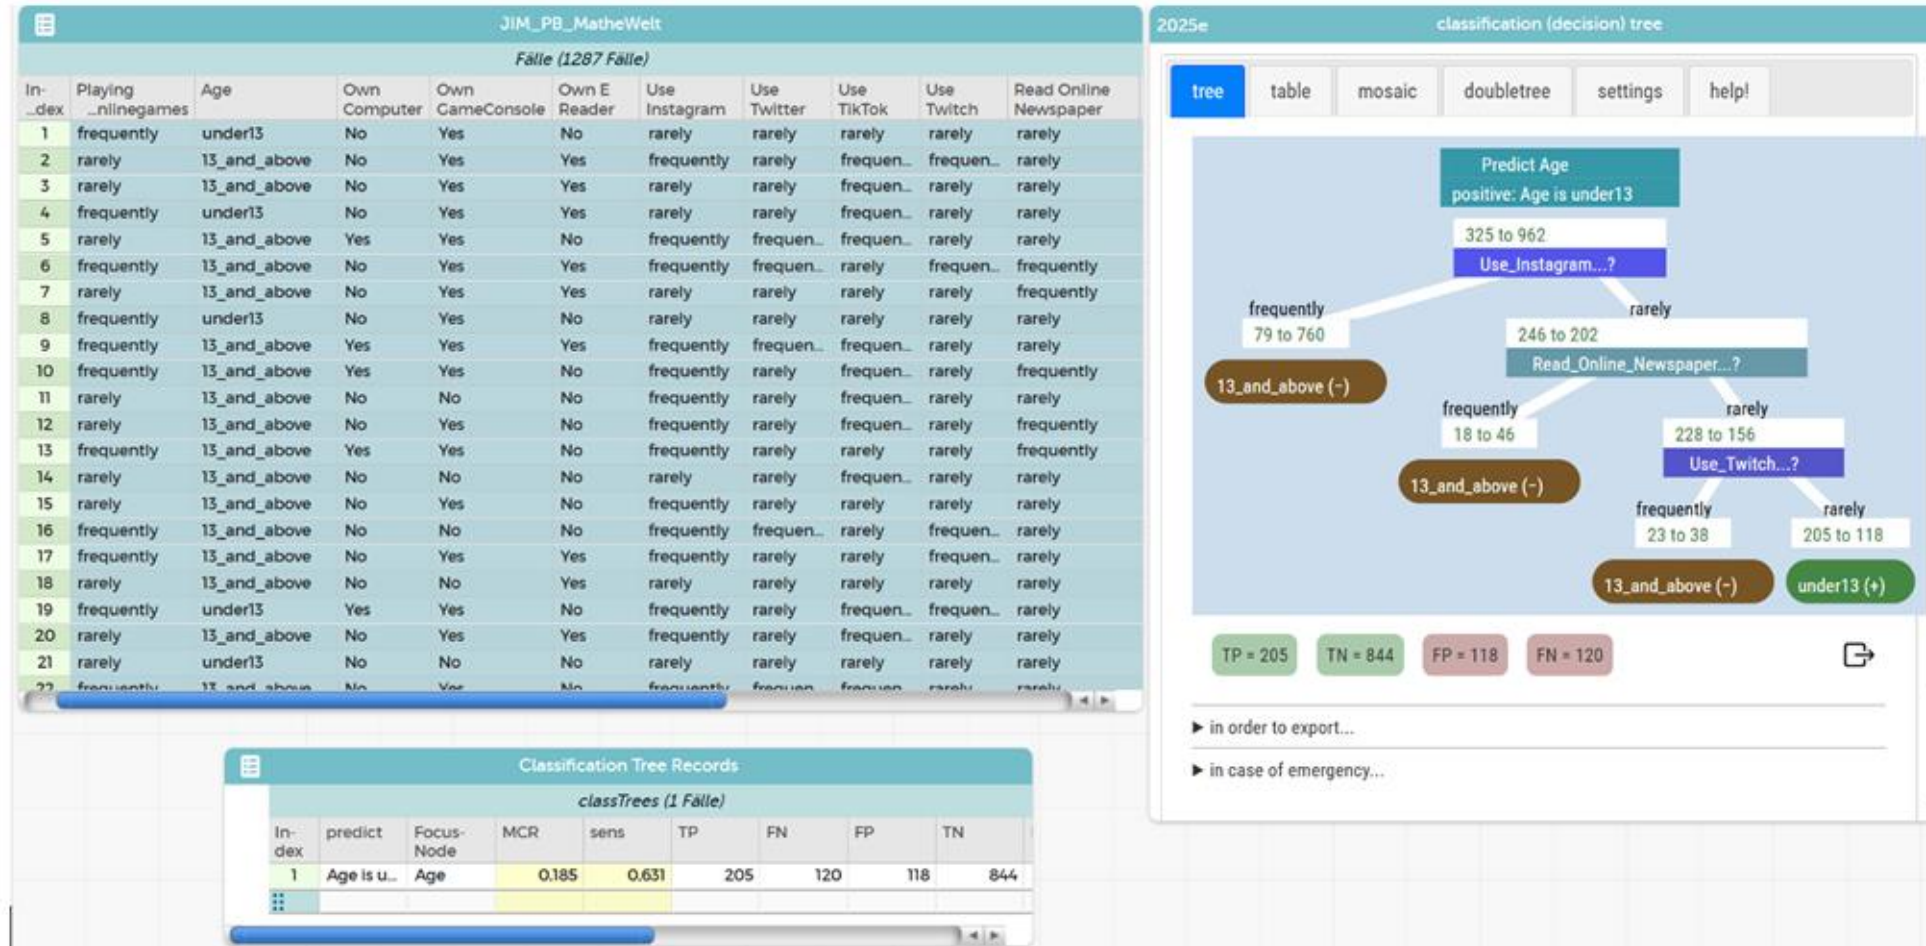 JIM_PB_MatheWelt
Fälle (1287 Fälle)
In-
...dex
Playing
...nlinegames
Age
Own
Computer
Own
GameConsole
Own E
Reader
Use
Instagram
Use
Twitter
Use
TikTok
Use
Twitch
Read Online
Newspaper
1 frequently under13 No Yes No rarely rarely rarely rarely rarely
2 rarely 13_and_above No Yes Yes frequently rarely frequen... frequen... rarely
3 rarely 13_and_above No Yes Yes rarely rarely frequen... rarely rarely
4 frequently under13 No Yes Yes rarely rarely frequen... rarely rarely
5 rarely 13_and_above Yes Yes No frequently frequen... frequen... rarely rarely
6 frequently 13_and_above No Yes Yes frequently frequen... rarely frequen... frequently
7 rarely 13_and_above No Yes Yes rarely rarely rarely rarely frequently
8 frequently under13 No Yes No rarely rarely rarely rarely rarely
9 frequently 13_and_above Yes Yes Yes frequently frequen... frequen... rarely rarely
10 frequently 13_and_above Yes Yes No frequently rarely frequen... rarely frequently
11 rarely 13_and_above No No No frequently rarely frequen... rarely rarely
12 rarely 13_and_above No Yes No frequently rarely frequen... rarely frequently
13 frequently 13_and_above Yes Yes No frequently rarely rarely rarely frequently
14 rarely 13_and_above No No No rarely rarely frequen... rarely rarely
15 rarely 13_and_above No Yes No frequently rarely rarely rarely rarely
16 frequently 13_and_above No No No frequently frequen... rarely frequen... rarely
17 frequently 13_and_above No Yes Yes frequently rarely rarely frequen... rarely
18 rarely 13_and_above No No Yes rarely rarely rarely rarely rarely
19 frequently under13 Yes Yes No frequently rarely frequen... frequen... rarely
20 rarely 13_and_above No Yes Yes frequently rarely frequen... rarely rarely
21 rarely under13 No No No rarely rarely rarely rarely rarely
22 frequently 13_and_above No Yes No frequently frequen... frequen... rarely rarely
Classification Tree Records
classTrees (1 Fälle)
In-
dex
predict
Focus-
Node
MCR
sens
TP
FN
FP
TN
1 Age is u... Age 0,185 0,631 205 120 118 844
2025e
classification (decision) tree
tree table mosaic doubletree settings help!
Predict Age
positive: Age is under13
325 to 962
Use_Instagram...?
frequently
rarely
79 to 760
246 to 202
Read_Online_Newspaper...?
13_and_above (-)
frequently
rarely
18 to 46
228 to 156
Use_Twitch...?
13_and_above (-)
frequently
rarely
23 to 38
205 to 118
13_and_above (-)
under13 (+)
TP = 205 TN = 844 FP = 118 FN = 120
▶ in order to export...
▶ in case of emergency...